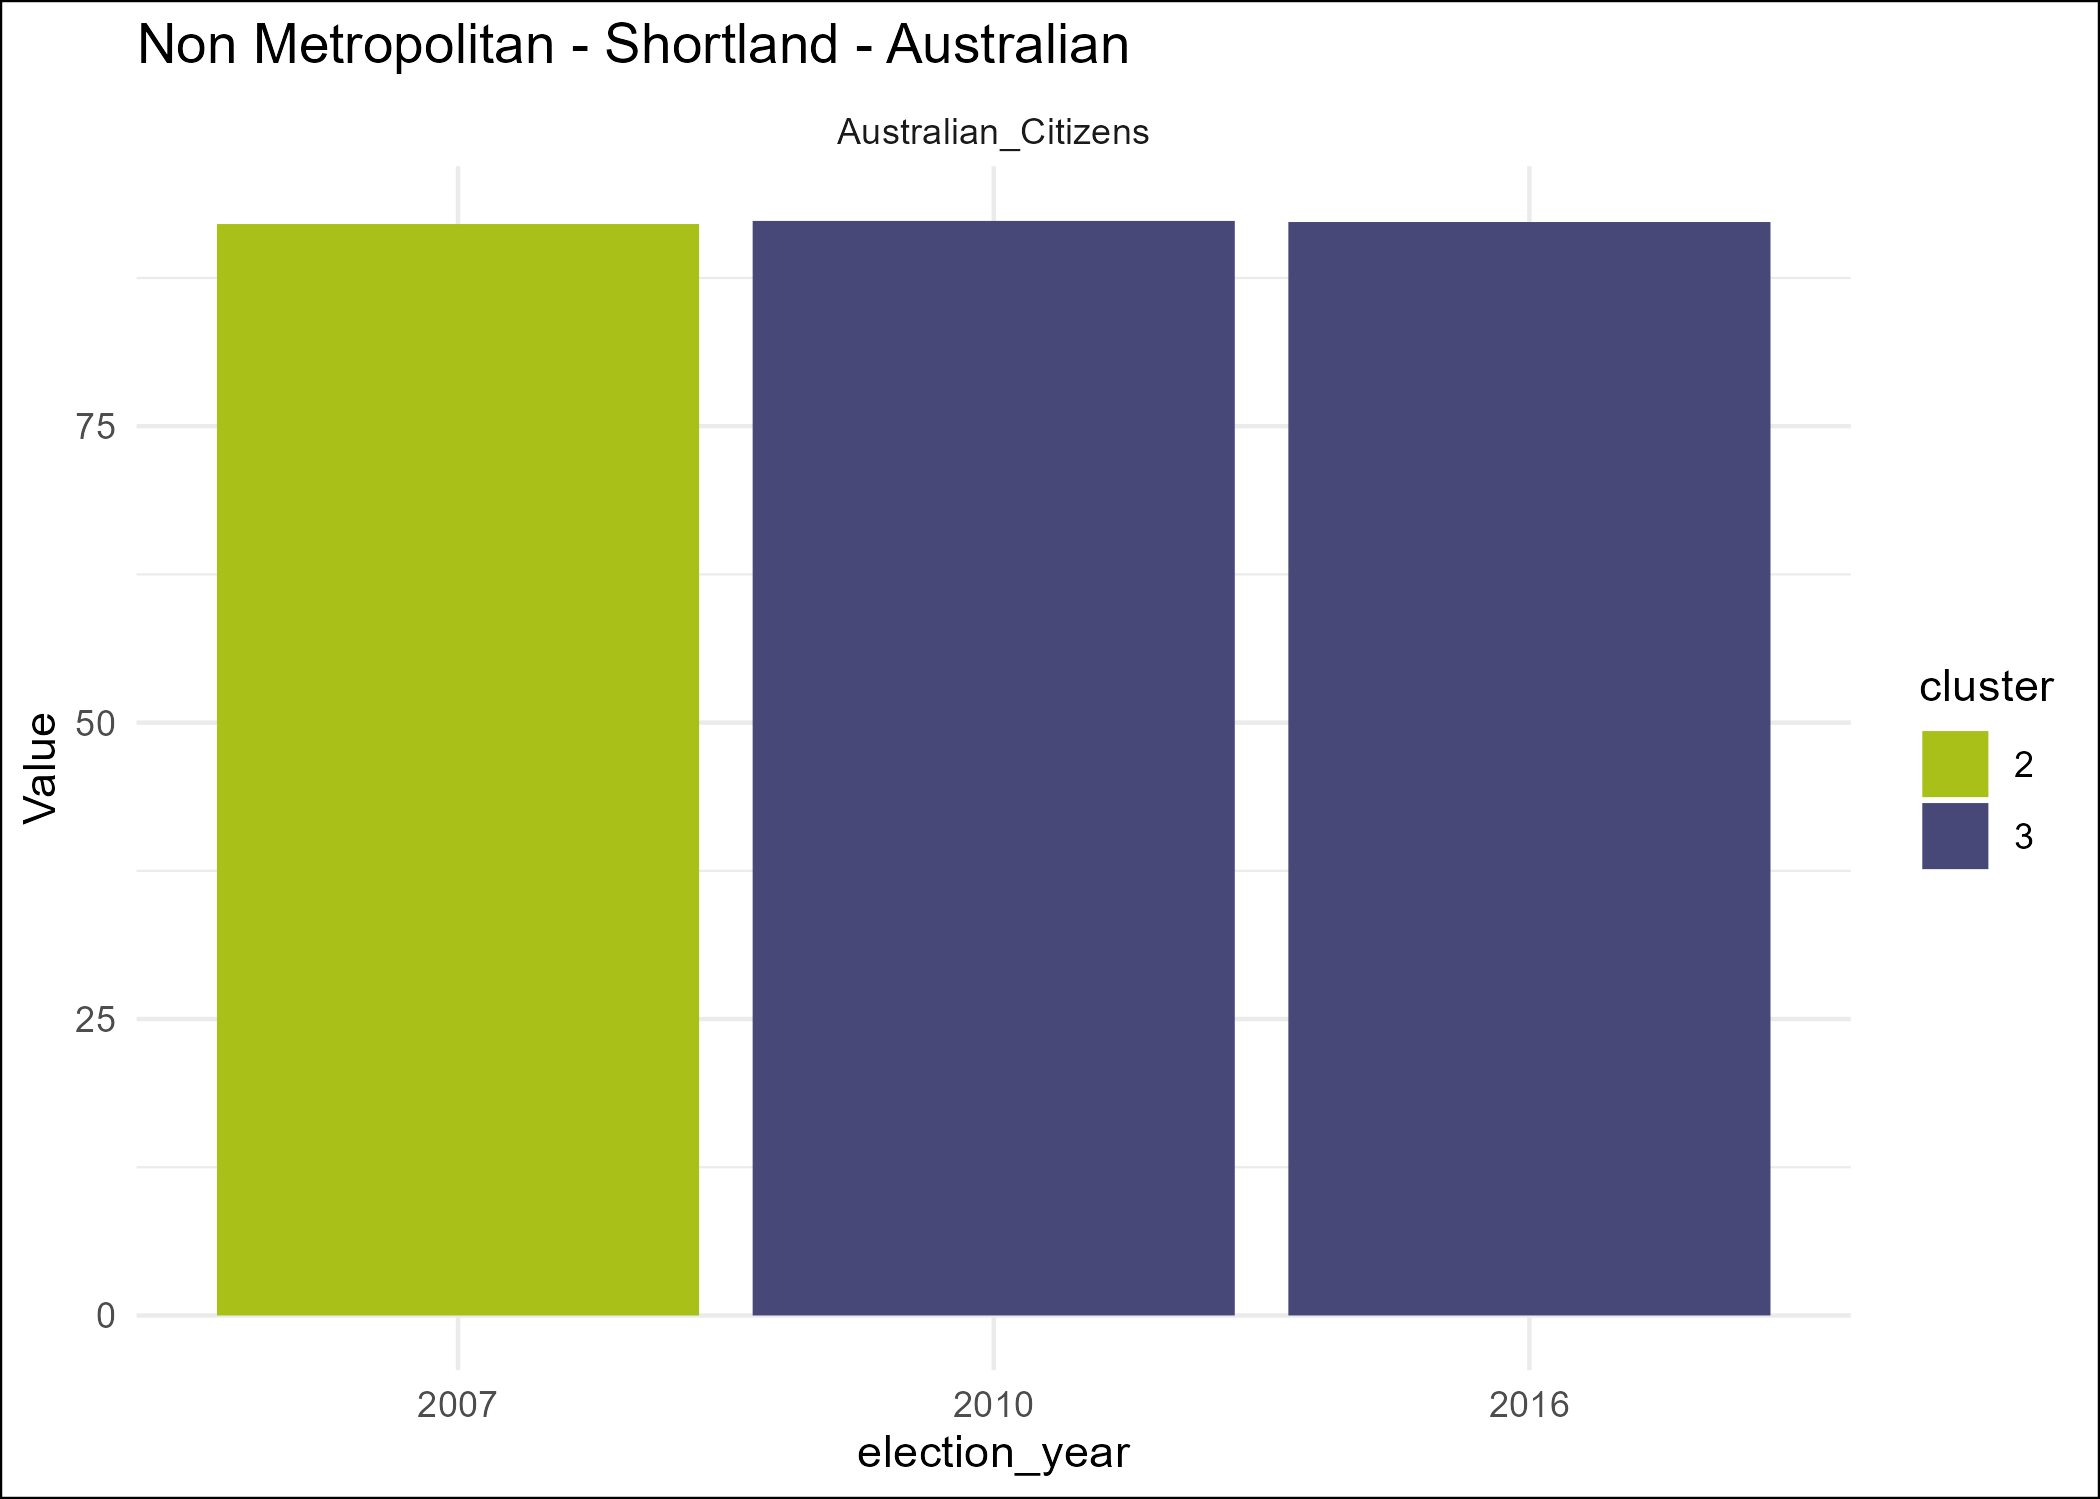 Non Metropolitan - Shortland - Australian
Australian_Citizens
75
50
25
0
Value
2007
2010
2016
election_year
cluster
2
3